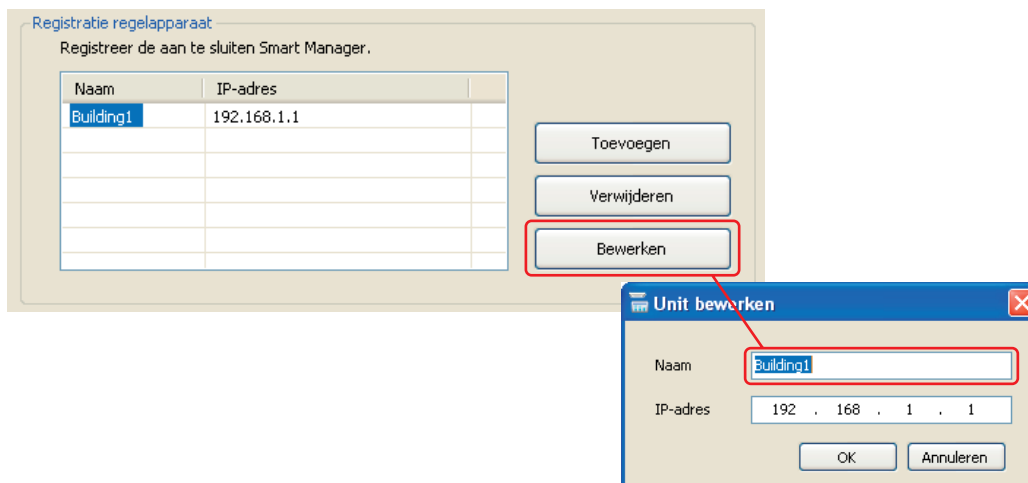 Registratie regelapparaat
Registreer de aan te sluiten Smart Manager.
Naam IP-adres
Building1 192.168.1.1
Toevoegen
Verwijderen
Bewerken
Unit bewerken
Naam Building1
IP-adres 192 . 168 . 1 . 1
OK Annuleren